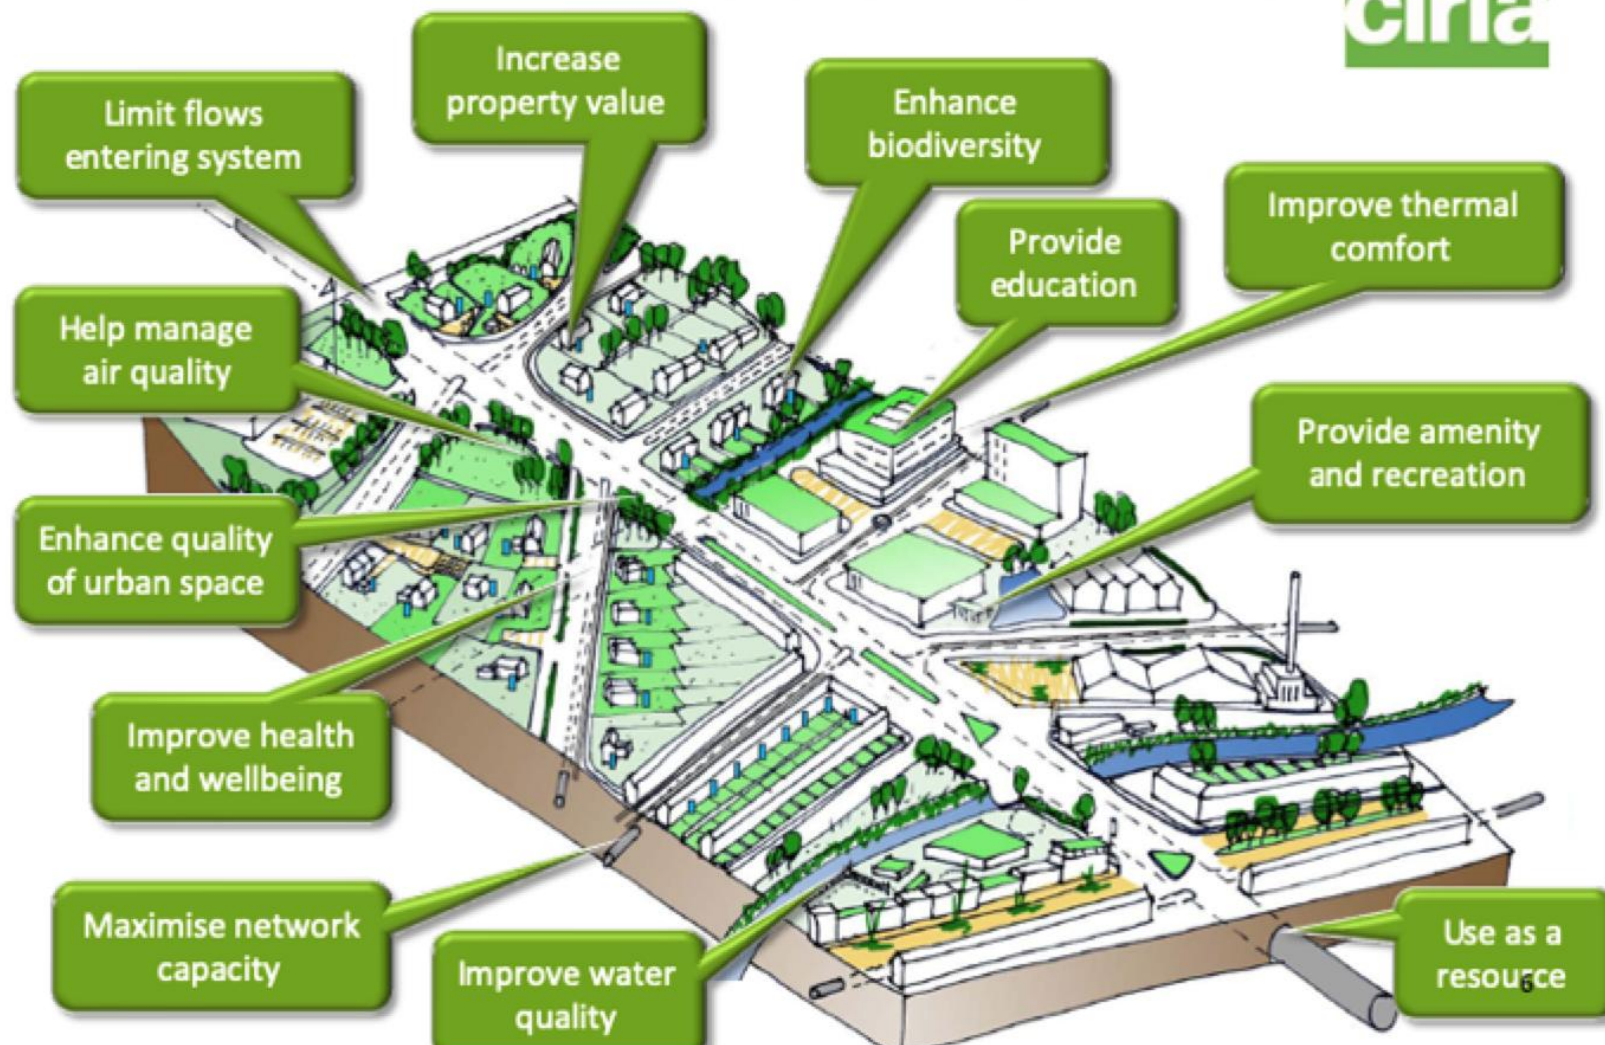 ciria
Increase
property value
Limit flows
entering system
Enhance
biodiversity
Improve thermal
comfort
Provide
education
Help manage
air quality
Provide amenity
and recreation
Enhance quality
of urban space
Improve health
and wellbeing
Maximise network
capacity
Improve water
quality
Use as a
resource
6